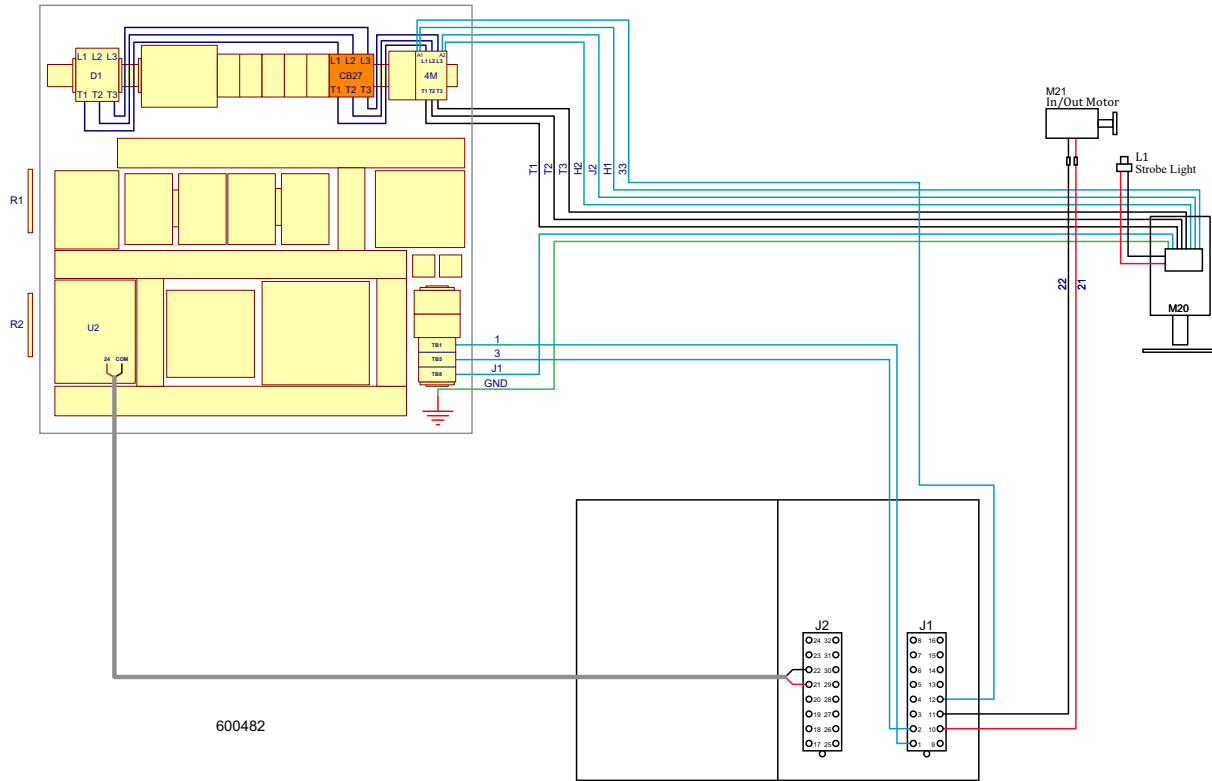 L1 L2 L3
D1
T1 T2 T3
L1 L2 L3
CB27
T1 T2 T3
A1 A2
L1 L2 L3
4M
T1 T2 T3
M21
In/Out Motor
L1
Strobe Light
T1
T2
T3
H2
J2
H1
33
R1
R2
U2
24 COM
TB1
TB5
TB8
1
3
J1
GND
22
21
M20
J2
24 32
23 31
22 30
21 29
20 28
19 27
18 26
17 25
J1
8 16
7 15
6 14
5 13
4 12
3 11
2 10
1 9
600482